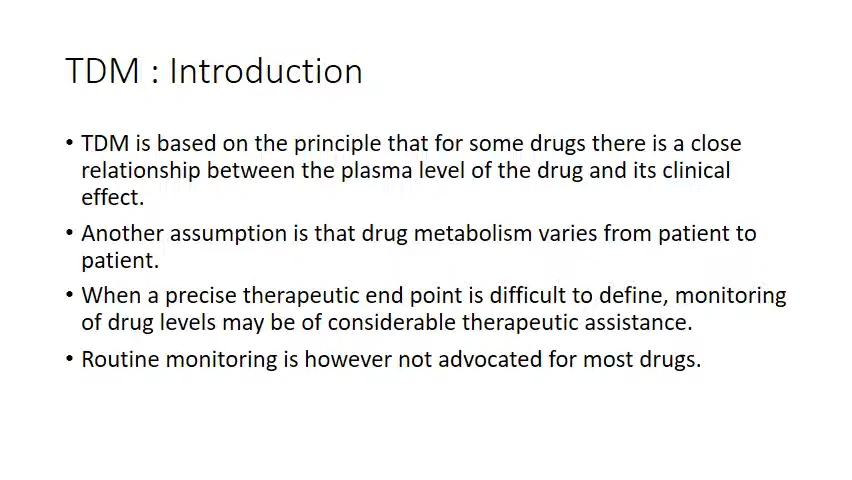 TDM : Introduction
• TDM is based on the principle that for some drugs there is a close
relationship between the plasma level of the drug and its clinical
effect.
• Another assumption is that drug metabolism varies from patient to
patient.
• When a precise therapeutic end point is difficult to define, monitoring
of drug levels may be of considerable therapeutic assistance.
• Routine monitoring is however not advocated for most drugs.